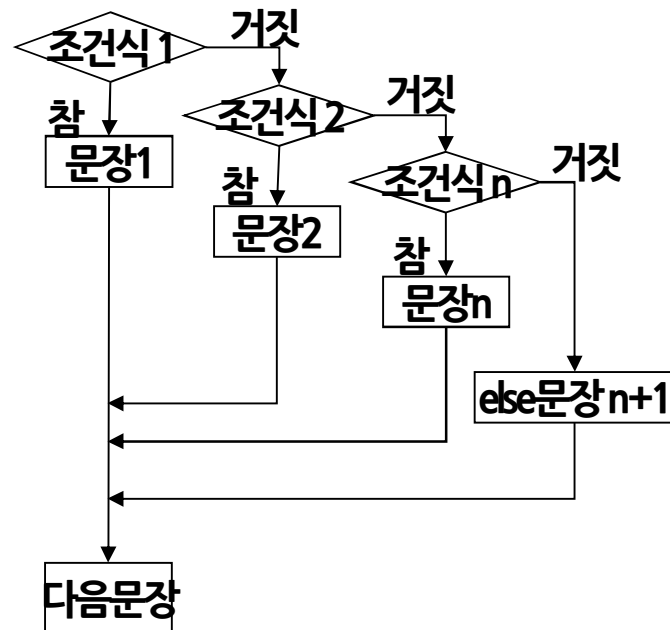 조건식 1
거짓
참
문장1
조건식 2
거짓
참
문장2
조건식 n
거짓
참
문장n
else문장 n+1
다음문장